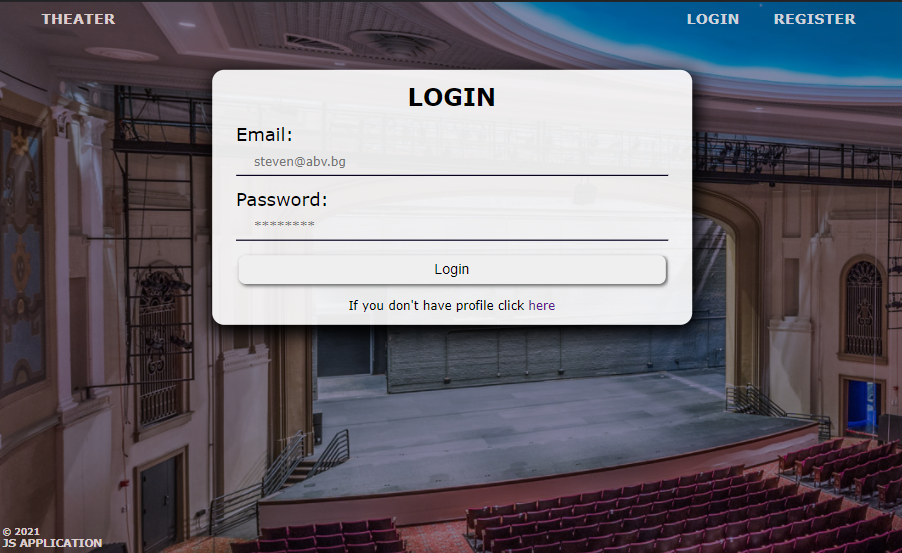 THEATER
LOGIN REGISTER
LOGIN
Email:
steven@abv.bg
Password:
********
Login
If you don't have profile click here
© 2021
JS APPLICATION